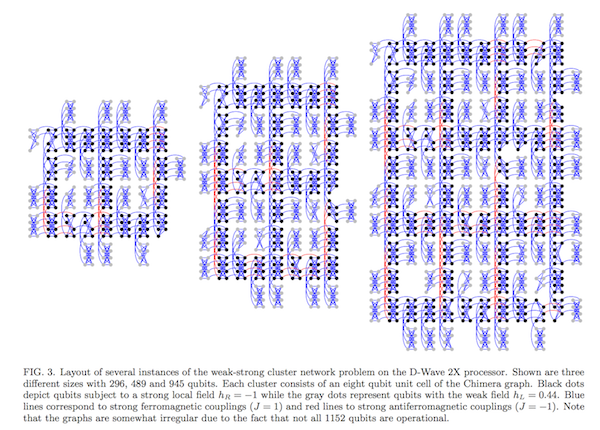 FIG. 3. Layout of several instances of the weak-strong cluster network problem on the D-Wave 2X processor. Shown are three
different sizes with 296, 489 and 945 qubits. Each cluster consists of an eight qubit unit cell of the Chimera graph. Black dots
depict qubits subject to a strong local field h_R = −1 while the gray dots represent qubits with the weak field h_L = 0.44. Blue
lines correspond to strong ferromagnetic couplings (J = 1) and red lines to strong antiferromagnetic couplings (J = −1). Note
that the graphs are somewhat irregular due to the fact that not all 1152 qubits are operational.